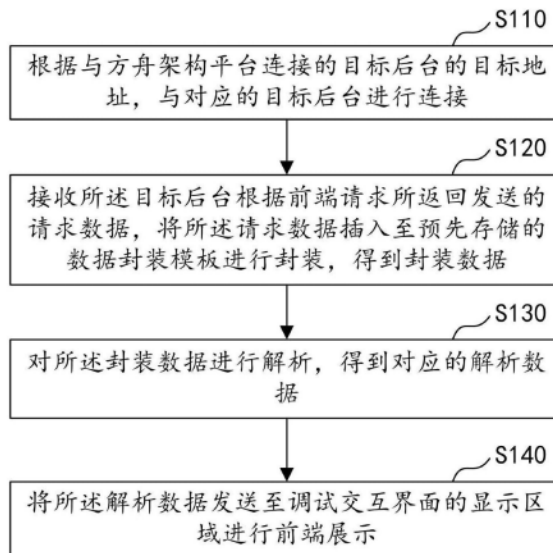 S110
根据与方舟架构平台连接的目标后台的目标地
址，与对应的目标后台进行连接
S120
接收所述目标后台根据前端请求所返回发送的
请求数据，将所述请求数据插入至预先存储的
数据封装模板进行封装，得到封装数据
S130
对所述封装数据进行解析，得到对应的解析数
据
S140
将所述解析数据发送至调试交互界面的显示区
域进行前端展示